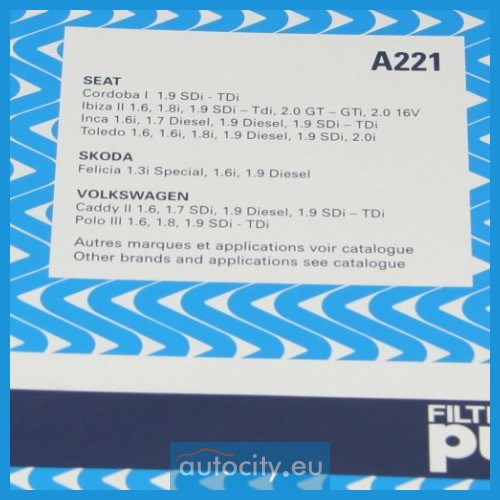 A221
SEAT
Cordoba I 1.9 SDi - TDi
Ibiza II 1.6, 1.8i, 1.9 SDi – Tdi, 2.0 GT – GTi, 2.0 16V
Inca 1.6i, 1.7 Diesel, 1.9 Diesel, 1.9 SDi – TDi
Toledo 1.6, 1.6i, 1.8i, 1.9 Diesel, 1.9 SDi, 2.0i
SKODA
Felicia 1.3i Special, 1.6i, 1.9 Diesel
VOLKSWAGEN
Caddy II 1.6, 1.7 SDi, 1.9 Diesel, 1.9 SDi – TDi
Polo III 1.6, 1.8, 1.9 SDi - TDi
Autres marques et applications voir catalogue
Other brands and applications see catalogue
FILT
pu
autocity.eu